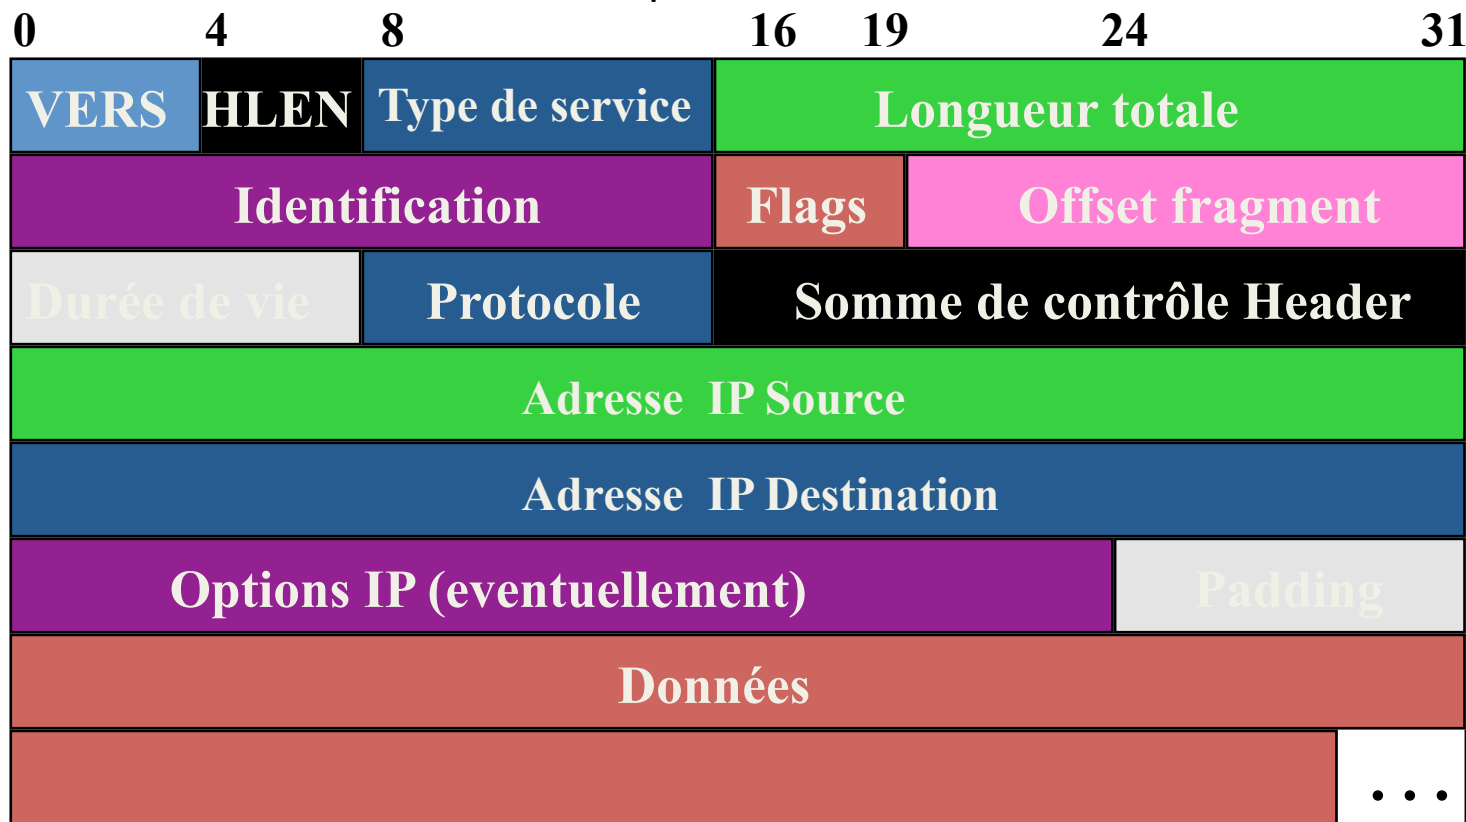 0 4 8 16 19 24 31
VERS HLEN Type de service Longueur totale
Identification Flags Offset fragment
Durée de vie Protocole Somme de contrôle Header
Adresse IP Source
Adresse IP Destination
Options IP (eventuellement) Padding
Données
. . .